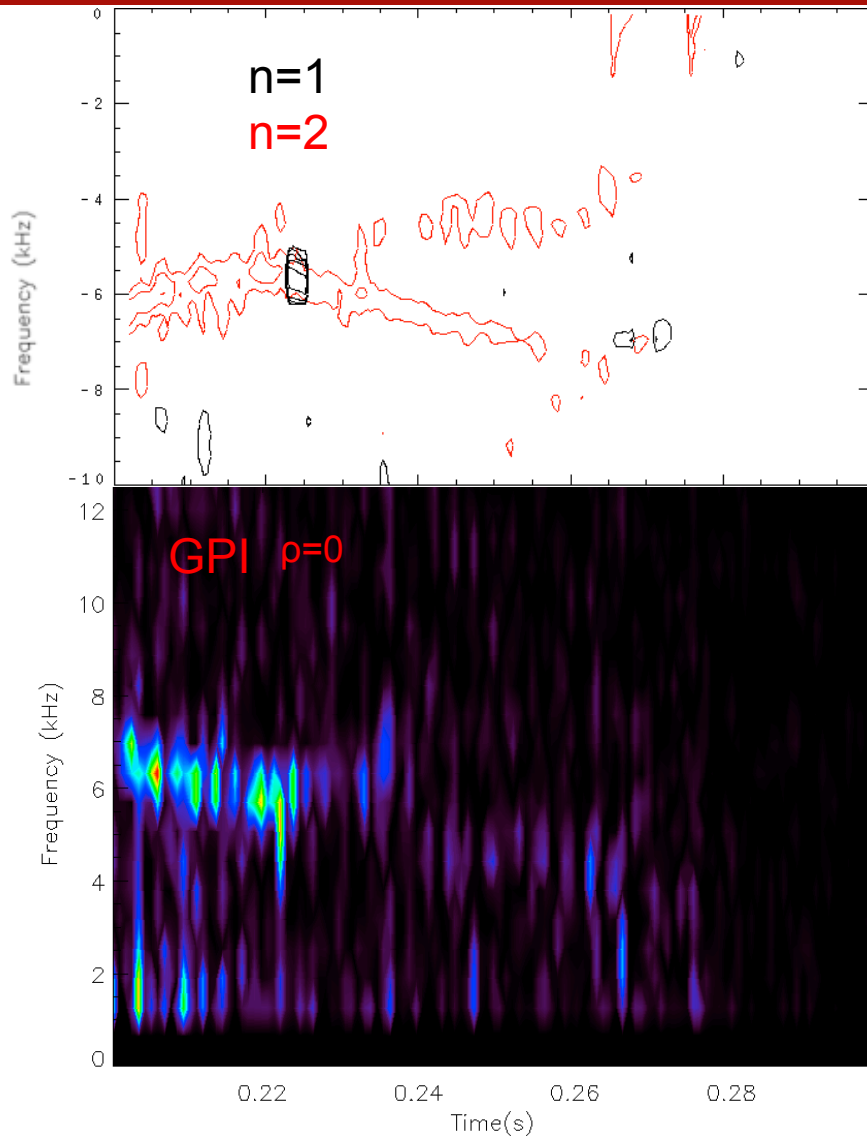 0
n=1
-2
n=2
-4
Frequency (kHz)
-6
-8
-10
12
GPI ρ=0
10
8
Frequency (kHz)
6
4
2
0
0.22 0.24 0.26 0.28
Time(s)